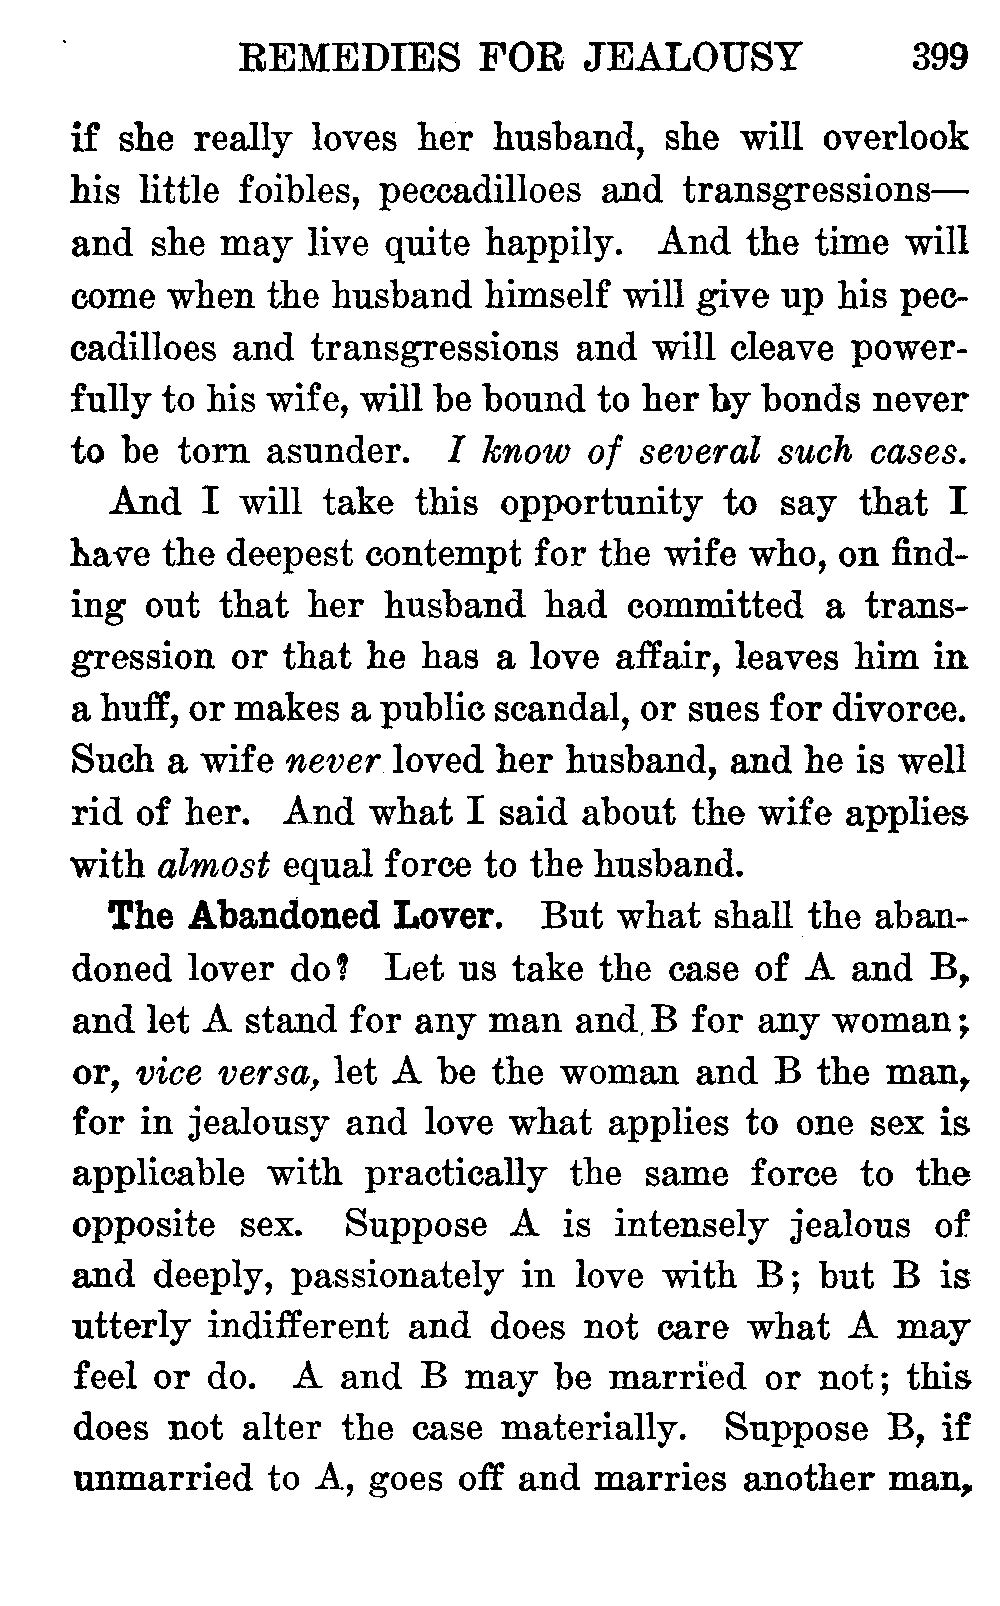 REMEDIES FOR JEALOUSY 399
if she really loves her husband, she will overlook
his little foibles, peccadilloes and transgressions—
and she may live quite happily. And the time will
come when the husband himself will give up his pec-
cadilloes and transgressions and will cleave power-
fully to his wife, will be bound to her by bonds never
to be torn asunder. I know of several such cases.
And I will take this opportunity to say that I
have the deepest contempt for the wife who, on find-
ing out that her husband had committed a trans-
gression or that he has a love affair, leaves him in
a huff, or makes a public scandal, or sues for divorce.
Such a wife never loved her husband, and he is well
rid of her. And what I said about the wife applies
with almost equal force to the husband.
The Abandoned Lover. But what shall the aban-
doned lover do? Let us take the case of A and B,
and let A stand for any man and B for any woman;
or, vice versa, let A be the woman and B the man,
for in jealousy and love what applies to one sex is
applicable with practically the same force to the
opposite sex. Suppose A is intensely jealous of
and deeply, passionately in love with B; but B is
utterly indifferent and does not care what A may
feel or do. A and B may be married or not; this
does not alter the case materially. Suppose B, if
unmarried to A, goes off and marries another man,